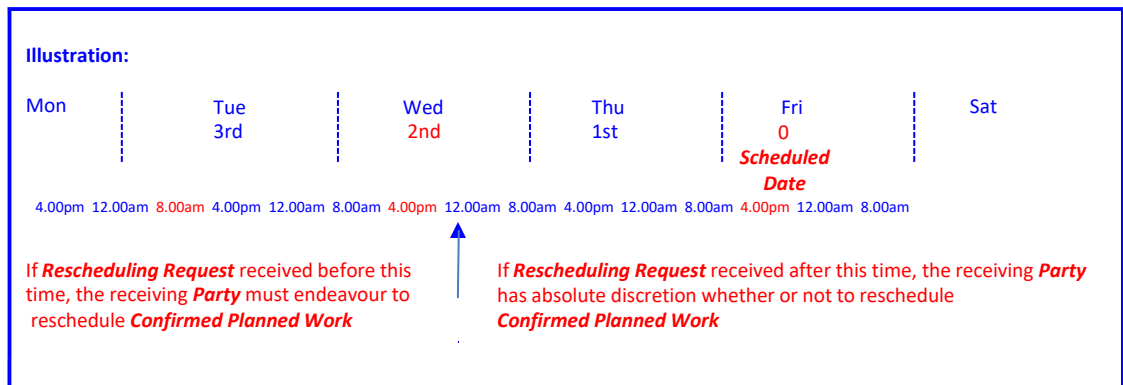 Illustration:
Mon Tue Wed Thu Fri Sat
3rd 2nd 1st 0
Scheduled
Date
4.00pm 12.00am 8.00am 4.00pm 12.00am 8.00am 4.00pm 12.00am 8.00am 4.00pm 12.00am 8.00am 4.00pm 12.00am 8.00am
If Rescheduling Request received before this
time, the receiving Party must endeavour to
reschedule Confirmed Planned Work
If Rescheduling Request received after this time, the receiving Party
has absolute discretion whether or not to reschedule
Confirmed Planned Work